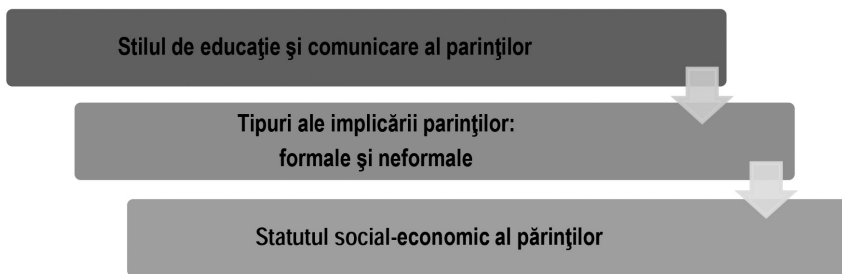 Stilul de educaţie şi comunicare al parinţilor
Tipuri ale implicării parinţilor:
formale şi neformale
Statutul social-economic al părinţilor